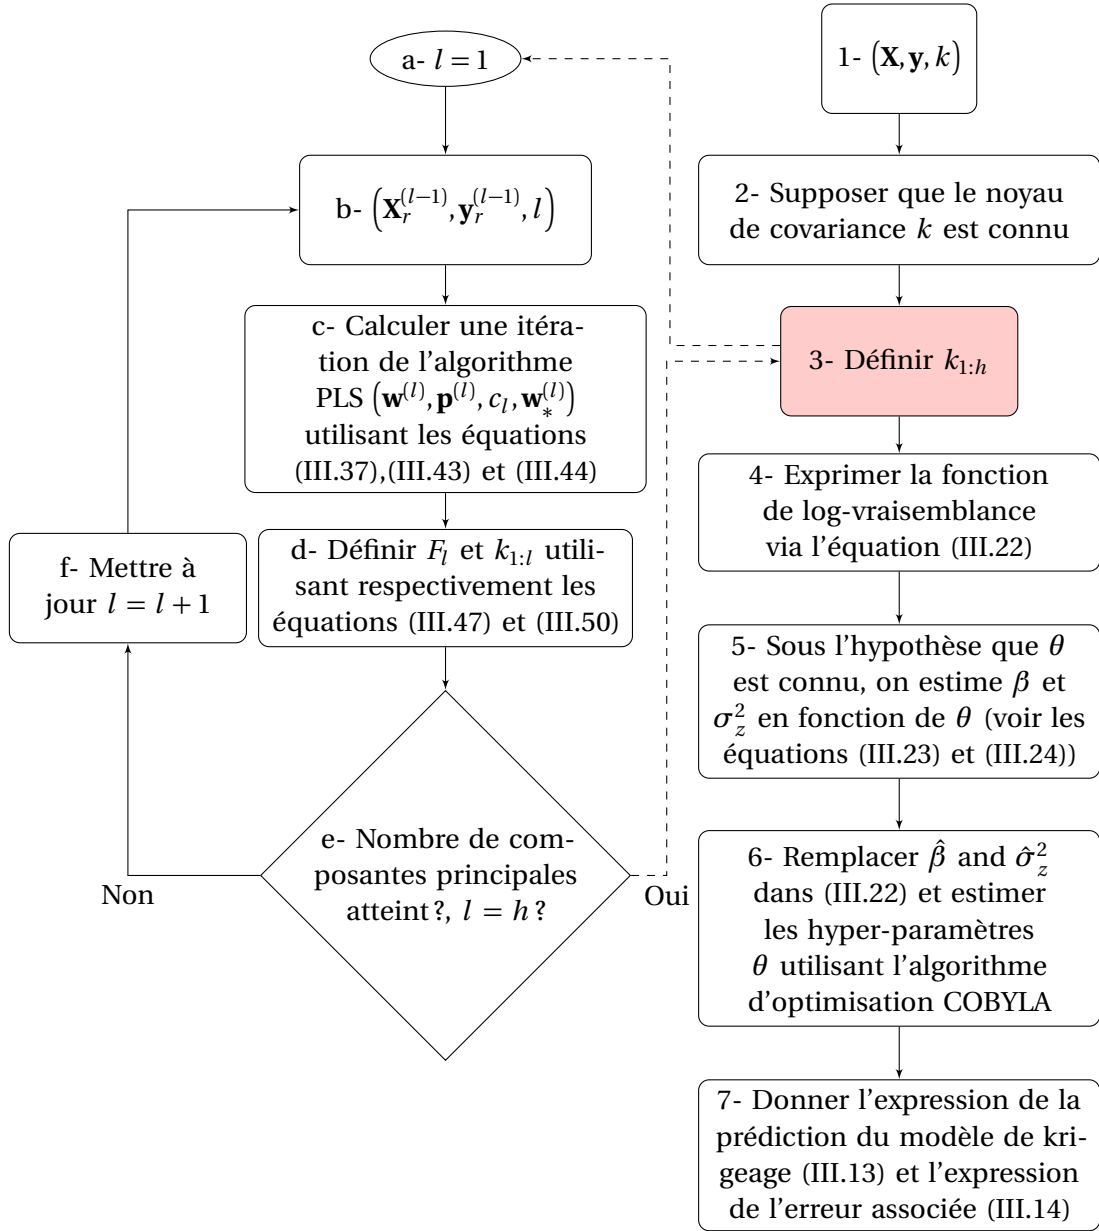 a- l = 1
b- (X_r^{(l−1)}, y_r^{(l−1)}, l)
c- Calculer une itéra-
tion de l'algorithme
PLS (w^{(l)}, p^{(l)}, c_l, w_*^{(l)})
utilisant les équations
(III.37),(III.43) et (III.44)
d- Définir F_l et k_{1:l} utili-
sant respectivement les
équations (III.47) et (III.50)
e- Nombre de com-
posantes principales
atteint ?, l = h ?
Non
Oui
f- Mettre à
jour l = l + 1
1- (X, y, k)
2- Supposer que le noyau
de covariance k est connu
3- Définir k_{1:h}
4- Exprimer la fonction
de log-vraisemblance
via l'équation (III.22)
5- Sous l'hypothèse que θ
est connu, on estime β et
σ_z^2 en fonction de θ (voir les
équations (III.23) et (III.24))
6- Remplacer β̂ and σ̂_z^2
dans (III.22) et estimer
les hyper-paramètres
θ utilisant l'algorithme
d'optimisation COBYLA
7- Donner l'expression de la
prédiction du modèle de kri-
geage (III.13) et l'expression
de l'erreur associée (III.14)